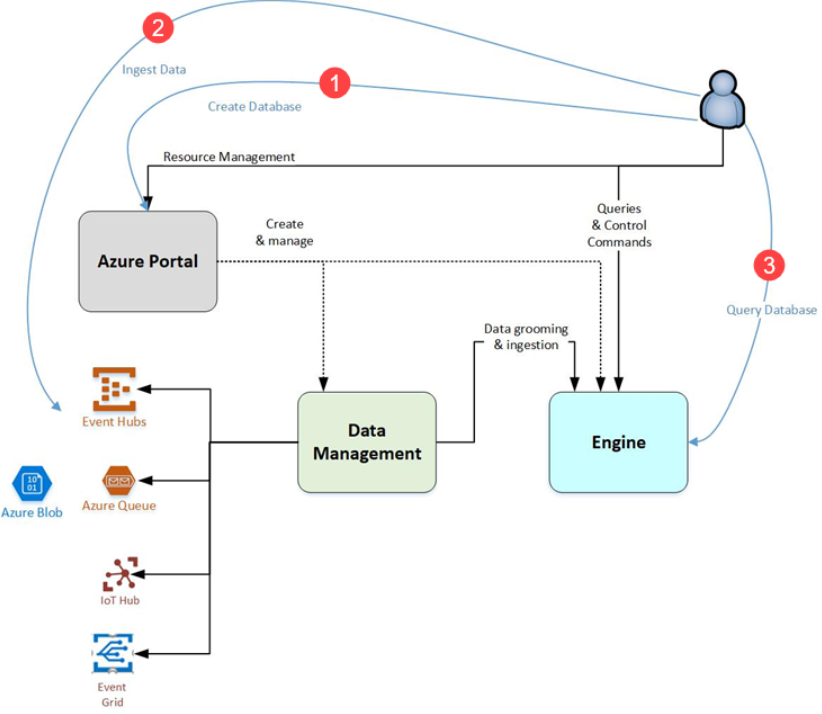 2
Ingest Data
1
Create Database
Resource Management
Queries
& Control
Commands
Create
& manage
Azure Portal
3
Query Database
Data grooming
& ingestion
Event Hubs
Data
Management
Engine
10
01
Azure Blob
Azure Queue
IoT Hub
Event
Grid